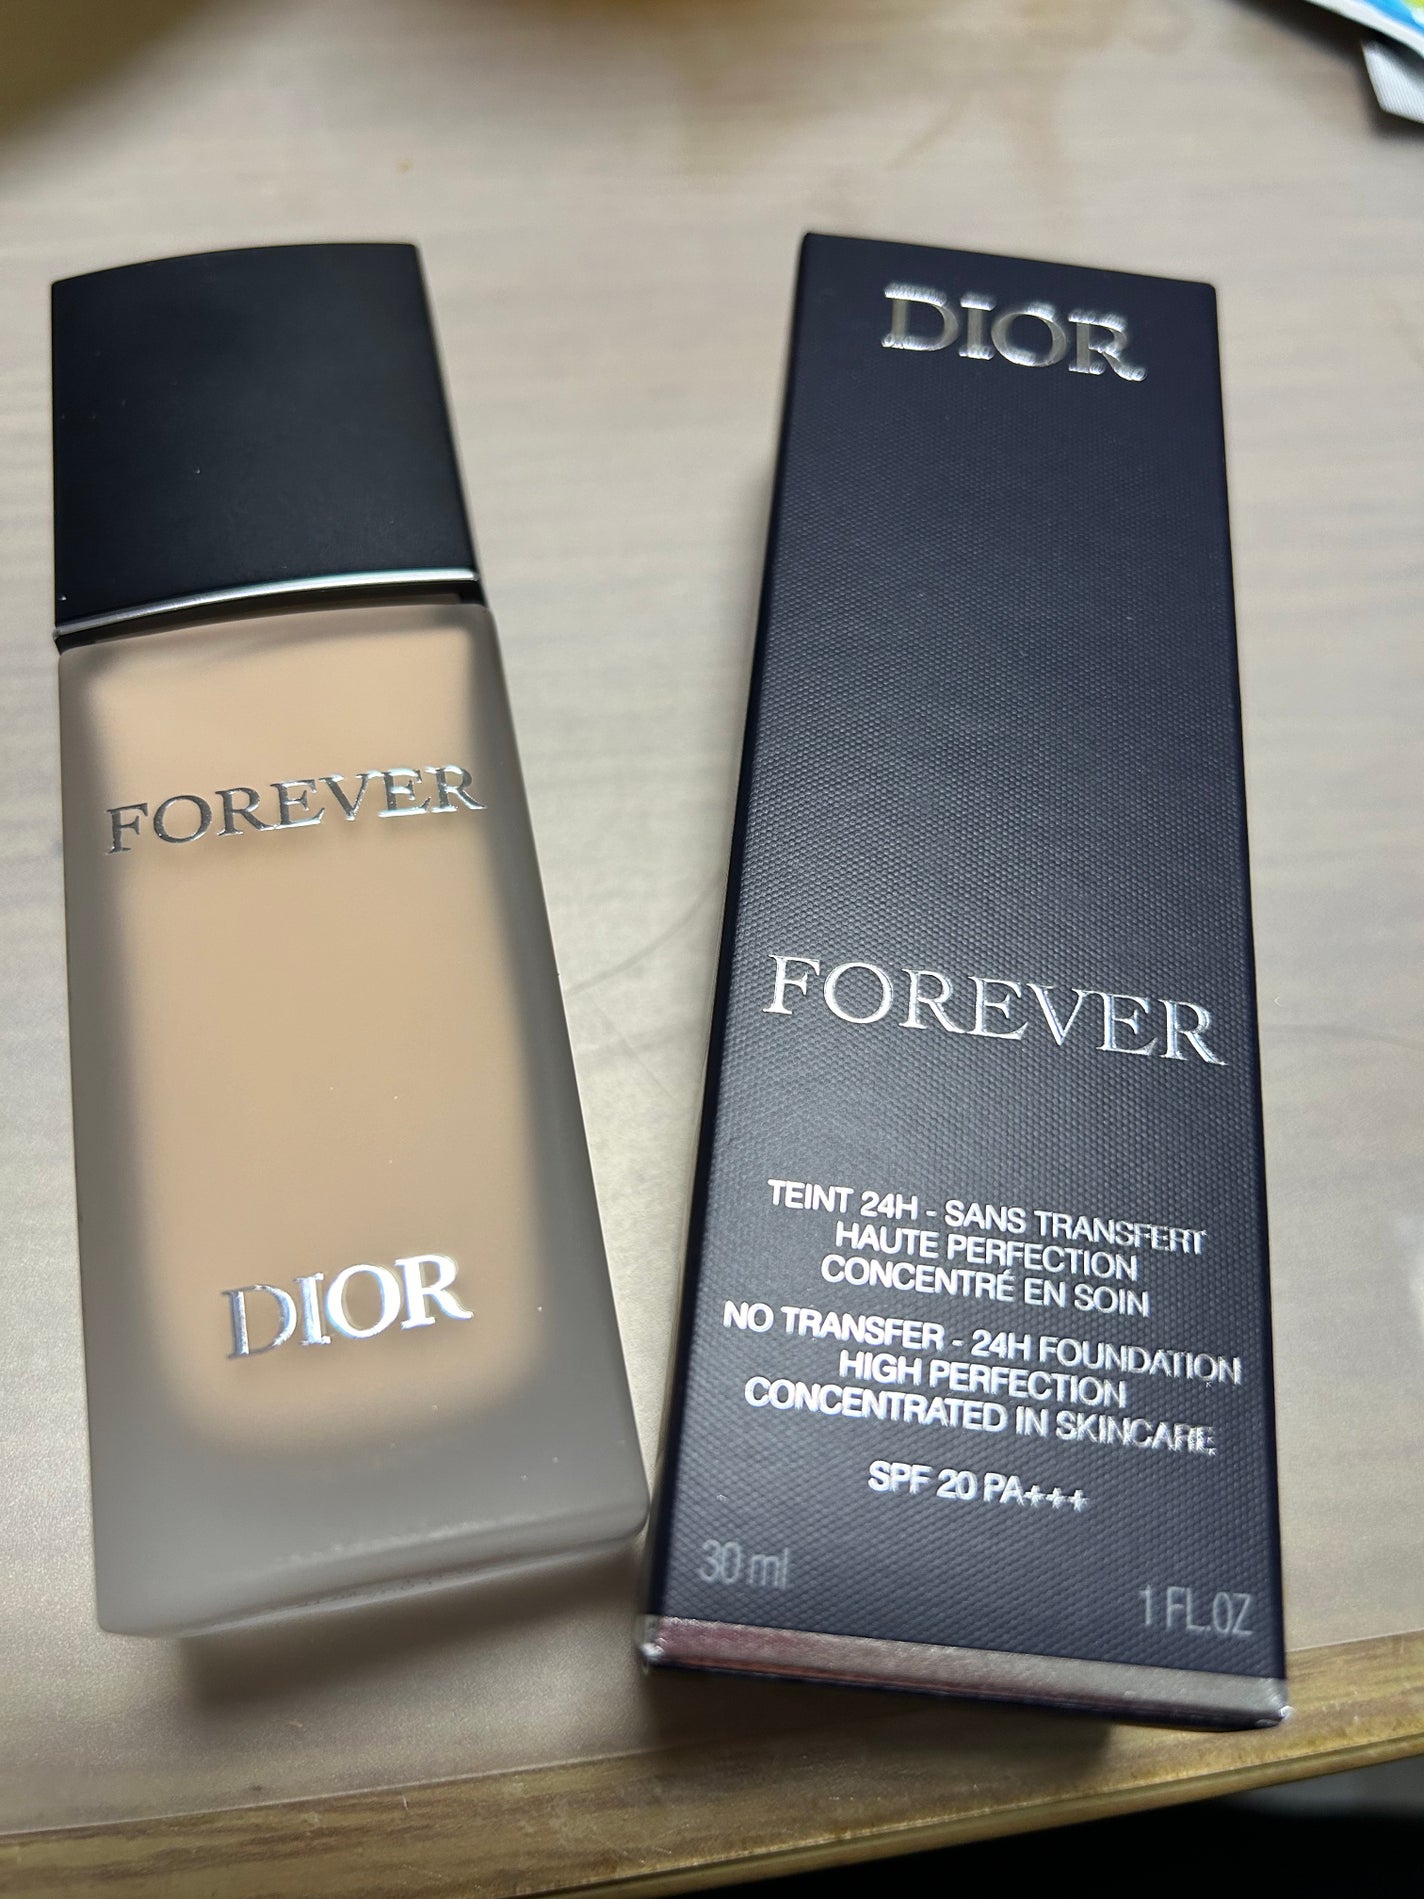 FOREVER
DIOR
DIOR
FOREVER
TEINT 24H - SANS TRANSFERT
HAUTE PERFECTION
CONCENTRÉ EN SOIN
NO TRANSFER - 24H FOUNDATION
HIGH PERFECTION
CONCENTRATED IN SKINCARE
SPF 20 PA+++
30 ml
1 FL.OZ